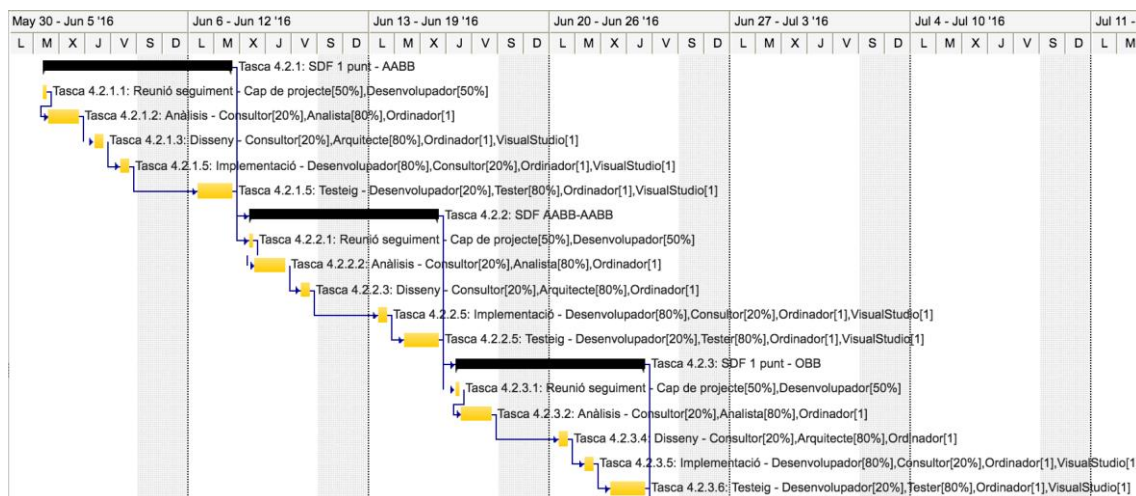 May 30 - Jun 5 '16 Jun 6 - Jun 12 '16 Jun 13 - Jun 19 '16 Jun 20 - Jun 26 '16 Jun 27 - Jul 3 '16 Jul 4 - Jul 10 '16 Jul 11 -
L M X J V S D L M X J V S D L M X J V S D L M X J V S D L M X J V S D L M X J V S D L M
Tasca 4.2.1: SDF 1 punt - AABB
Tasca 4.2.1.1: Reunió seguiment - Cap de projecte[50%],Desenvolupador[50%]
Tasca 4.2.1.2: Anàlisis - Consultor[20%],Analista[80%],Ordinador[1]
Tasca 4.2.1.3: Disseny - Consultor[20%],Arquitecte[80%],Ordinador[1],VisualStudio[1]
Tasca 4.2.1.5: Implementació - Desenvolupador[80%],Consultor[20%],Ordinador[1],VisualStudio[1]
Tasca 4.2.1.5: Testeig - Desenvolupador[20%],Tester[80%],Ordinador[1],VisualStudio[1]
Tasca 4.2.2: SDF AABB-AABB
Tasca 4.2.2.1: Reunió seguiment - Cap de projecte[50%],Desenvolupador[50%]
Tasca 4.2.2.2: Anàlisis - Consultor[20%],Analista[80%],Ordinador[1]
Tasca 4.2.2.3: Disseny - Consultor[20%],Arquitecte[80%],Ordinador[1]
Tasca 4.2.2.5: Implementació - Desenvolupador[80%],Consultor[20%],Ordinador[1],VisualStudio[1]
Tasca 4.2.2.5: Testeig - Desenvolupador[20%],Tester[80%],Ordinador[1],VisualStudio[1]
Tasca 4.2.3: SDF 1 punt - OBB
Tasca 4.2.3.1: Reunió seguiment - Cap de projecte[50%],Desenvolupador[50%]
Tasca 4.2.3.2: Anàlisis - Consultor[20%],Analista[80%],Ordinador[1]
Tasca 4.2.3.4: Disseny - Consultor[20%],Arquitecte[80%],Ordinador[1]
Tasca 4.2.3.5: Implementació - Desenvolupador[80%],Consultor[20%],Ordinador[1],VisualStudio[1
Tasca 4.2.3.6: Testeig - Desenvolupador[20%],Tester[80%],Ordinador[1],VisualStudio[1]